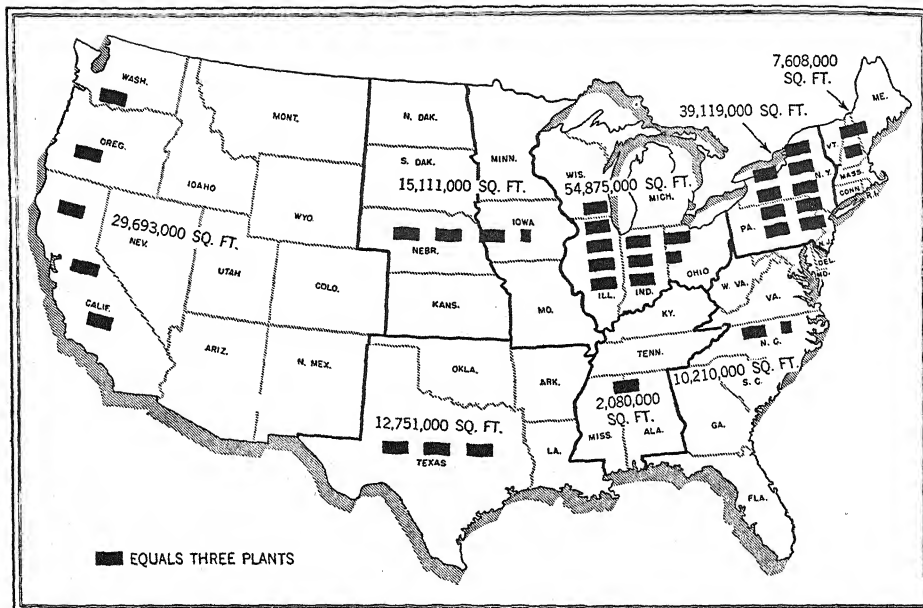 7,608,000
SQ. FT.
39,119,000 SQ. FT.
WASH.
MONT.
N. DAK.
MINN.
ME.
VT.
OREG.
IDAHO
S. DAK.
WIS.
MICH.
N.Y.
MASS.
CONN.
R.I.
15,111,000 SQ. FT.
54,875,000 SQ. FT.
WYO.
IOWA
NEBR.
PA.
N.J.
29,693,000 SQ. FT.
NEV.
UTAH
COLO.
KANS.
MO.
ILL.
IND.
OHIO
W. VA.
VA.
DEL.
MD.
CALIF.
KY.
N. C.
ARIZ.
N. MEX.
OKLA.
ARK.
TENN.
10,210,000 SQ. FT.
S. C.
2,080,000
SQ. FT.
MISS.
ALA.
GA.
12,751,000 SQ. FT.
TEXAS
LA.
FLA.
EQUALS THREE PLANTS